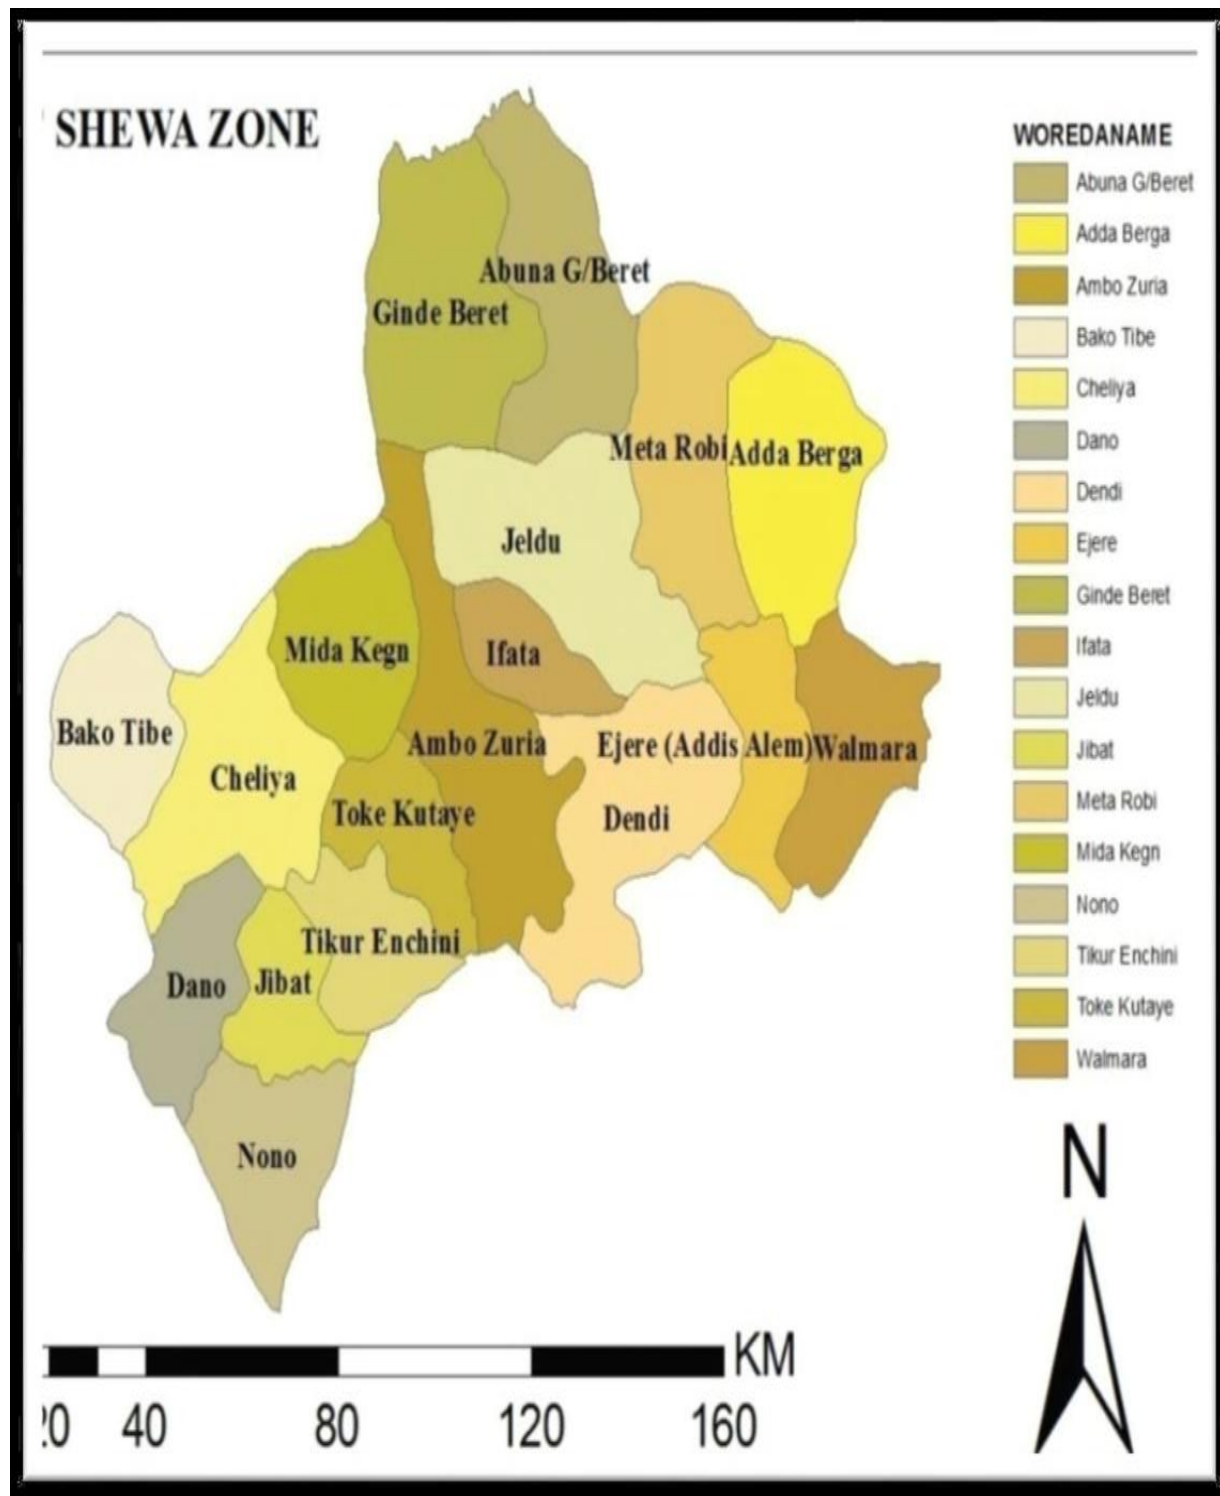 SHEWA ZONE
WOREDANAME
Abuna G/Beret
Adda Berga
Ambo Zuria
Bako Tibe
Cheliya
Dano
Dendi
Ejere
Ginde Beret
Ifata
Jeldu
Jibat
Meta Robi
Mida Kegn
Nono
Tikur Enchini
Toke Kutaye
Walmara
Abuna G/Beret
Ginde Beret
Meta Robi
Adda Berga
Jeldu
Mida Kegn
Ifata
Bako Tibe
Ambo Zuria
Ejere (Addis Alem)
Walmara
Cheliya
Toke Kutaye
Dendi
Tikur Enchini
Dano
Jibat
Nono
N
KM
40 80 120 160